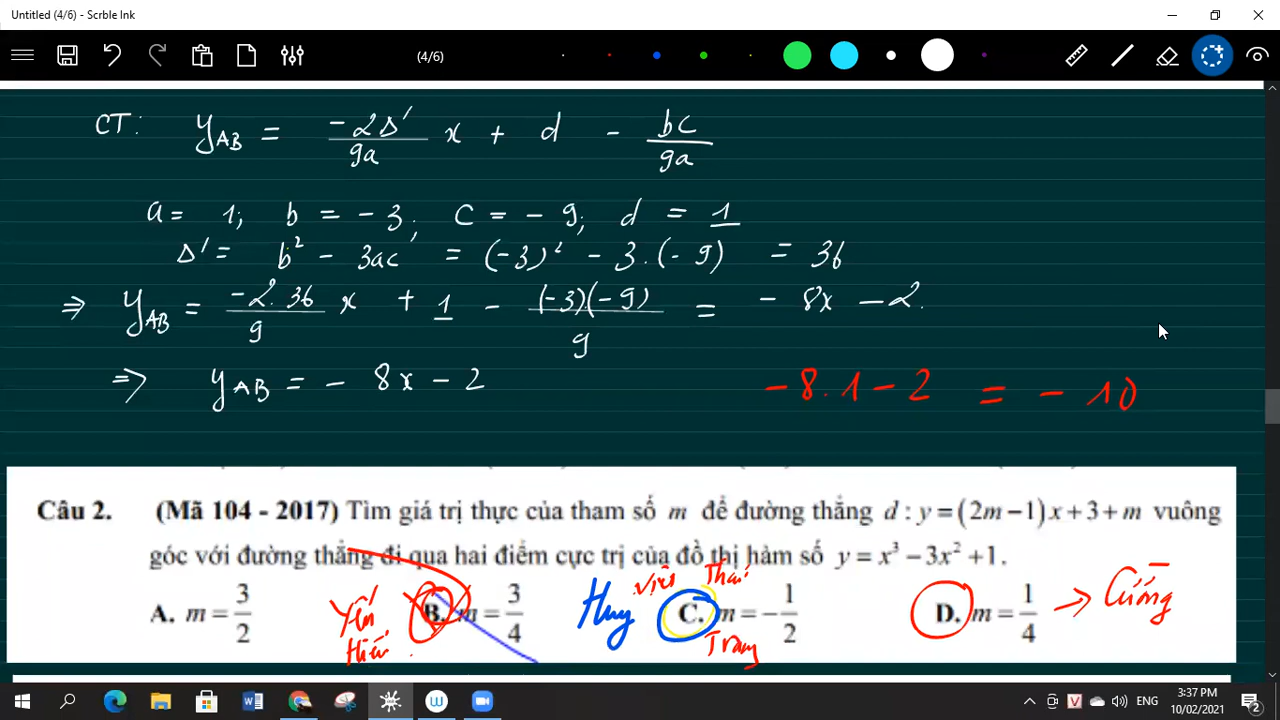 Untitled (4/6) - Scrble Ink
(4/6)
CT: y_AB = -2Δ'/9a x + d - bc/9a
a = 1; b = -3; c = -9; d = 1
Δ' = b² - 3ac = (-3)² - 3.(-9) = 36
⇒ y_AB = -2.36/9 x + 1 - (-3)(-9)/9 = - 8x - 2.
⇒ y_AB = - 8x - 2
-8.1 - 2 = - 10
Câu 2. (Mã 104 - 2017) Tìm giá trị thực của tham số m để đường thẳng d : y = (2m-1)x + 3 + m vuông
góc với đường thẳng đi qua hai điểm cực trị của đồ thị hàm số y = x³ - 3x² + 1.
A. m = 3/2 B. m = 3/4 C. m = -1/2 D. m = 1/4
Huy
Trang
ENG
3:37 PM
10/02/2021
2